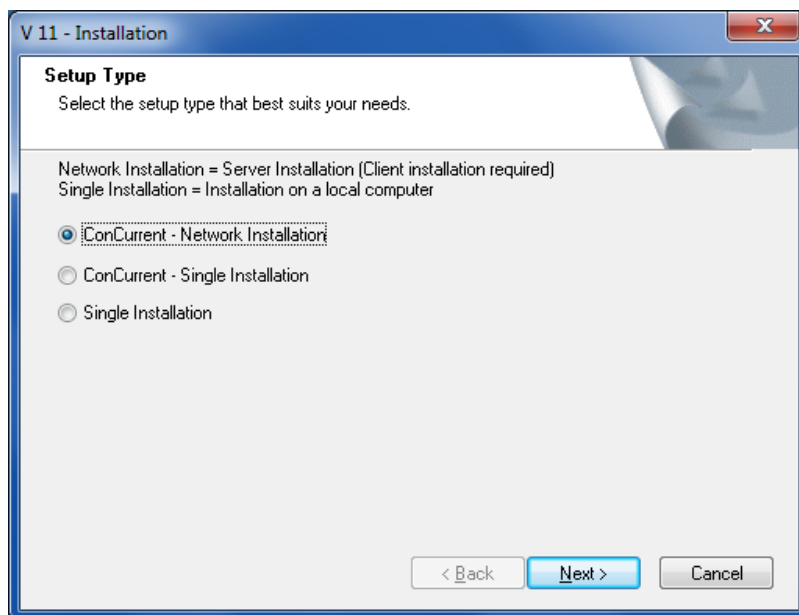 V 11 - Installation
Setup Type
Select the setup type that best suits your needs.
Network Installation = Server Installation (Client installation required)
Single Installation = Installation on a local computer
ConCurrent - Network Installation
ConCurrent - Single Installation
Single Installation
< Back Next > Cancel